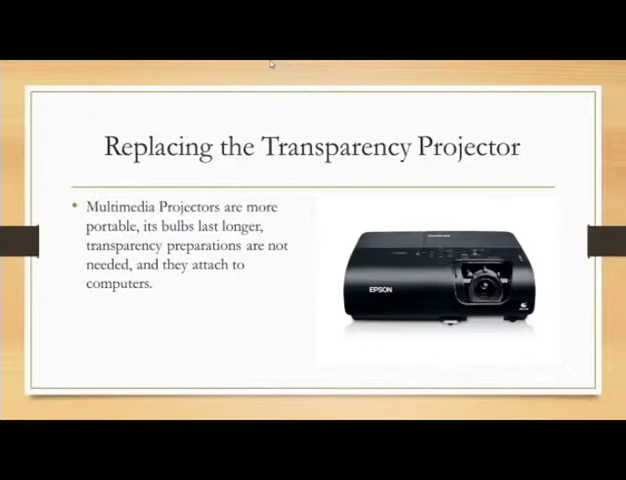 Replacing the Transparency Projector
• Multimedia Projectors are more
portable, its bulbs last longer,
transparency preparations are not
needed, and they attach to
computers.
EPSON